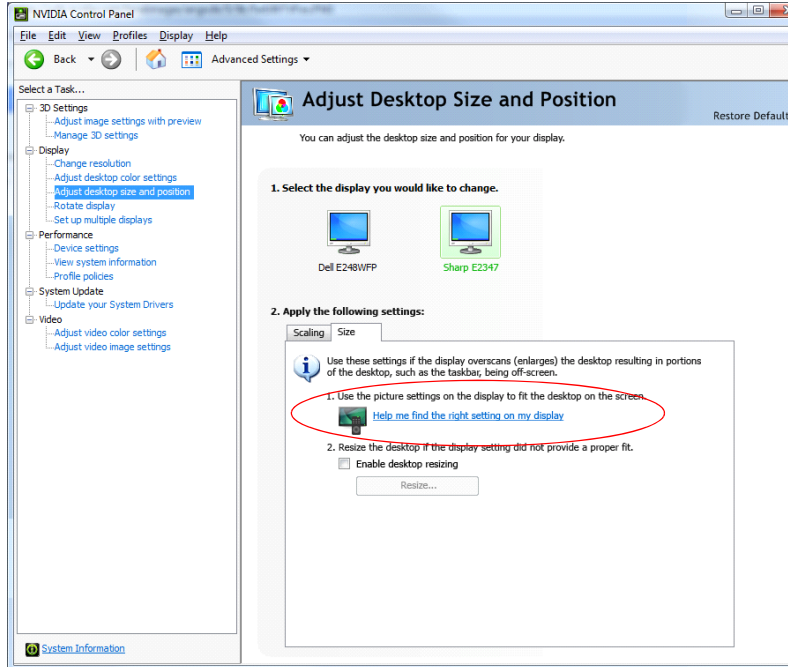 NVIDIA Control Panel
File Edit View Profiles Display Help
Back Advanced Settings
Select a Task...
3D Settings
Adjust image settings with preview
Manage 3D settings
Display
Change resolution
Adjust desktop color settings
Adjust desktop size and position
Rotate display
Set up multiple displays
Performance
Device settings
View system information
Profile policies
System Update
Update your System Drivers
Video
Adjust video color settings
Adjust video image settings
System Information
Adjust Desktop Size and Position
Restore Default
You can adjust the desktop size and position for your display.
1. Select the display you would like to change.
Dell E248WFP Sharp E2347
2. Apply the following settings:
Scaling Size
Use these settings if the display overscans (enlarges) the desktop resulting in portions
of the desktop, such as the taskbar, being off-screen.
1. Use the picture settings on the display to fit the desktop on the screen.
Help me find the right setting on my display
2. Resize the desktop if the display setting did not provide a proper fit.
Enable desktop resizing
Resize...